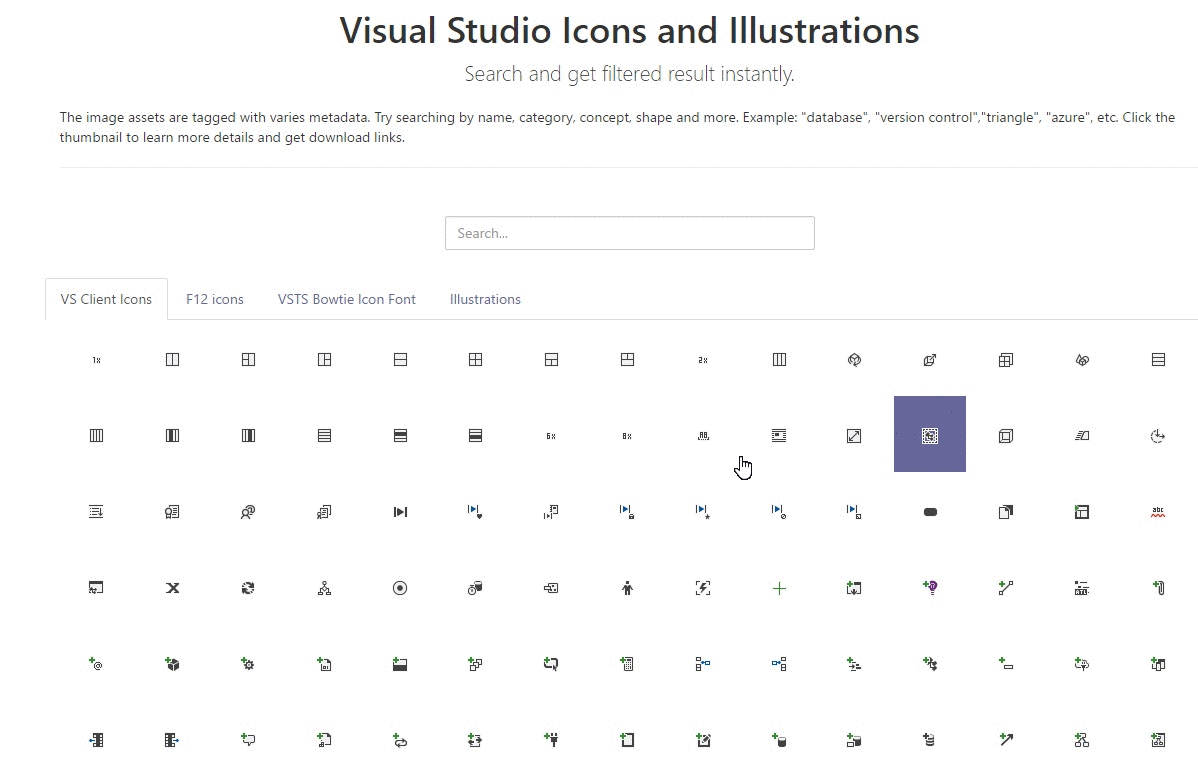 Visual Studio Icons and Illustrations
Search and get filtered result instantly.
The image assets are tagged with varies metadata. Try searching by name, category, concept, shape and more. Example: "database", "version control","triangle", "azure", etc. Click the
thumbnail to learn more details and get download links.
Search...
VS Client Icons F12 icons VSTS Bowtie Icon Font Illustrations
1x 2x
6x 8x
abc